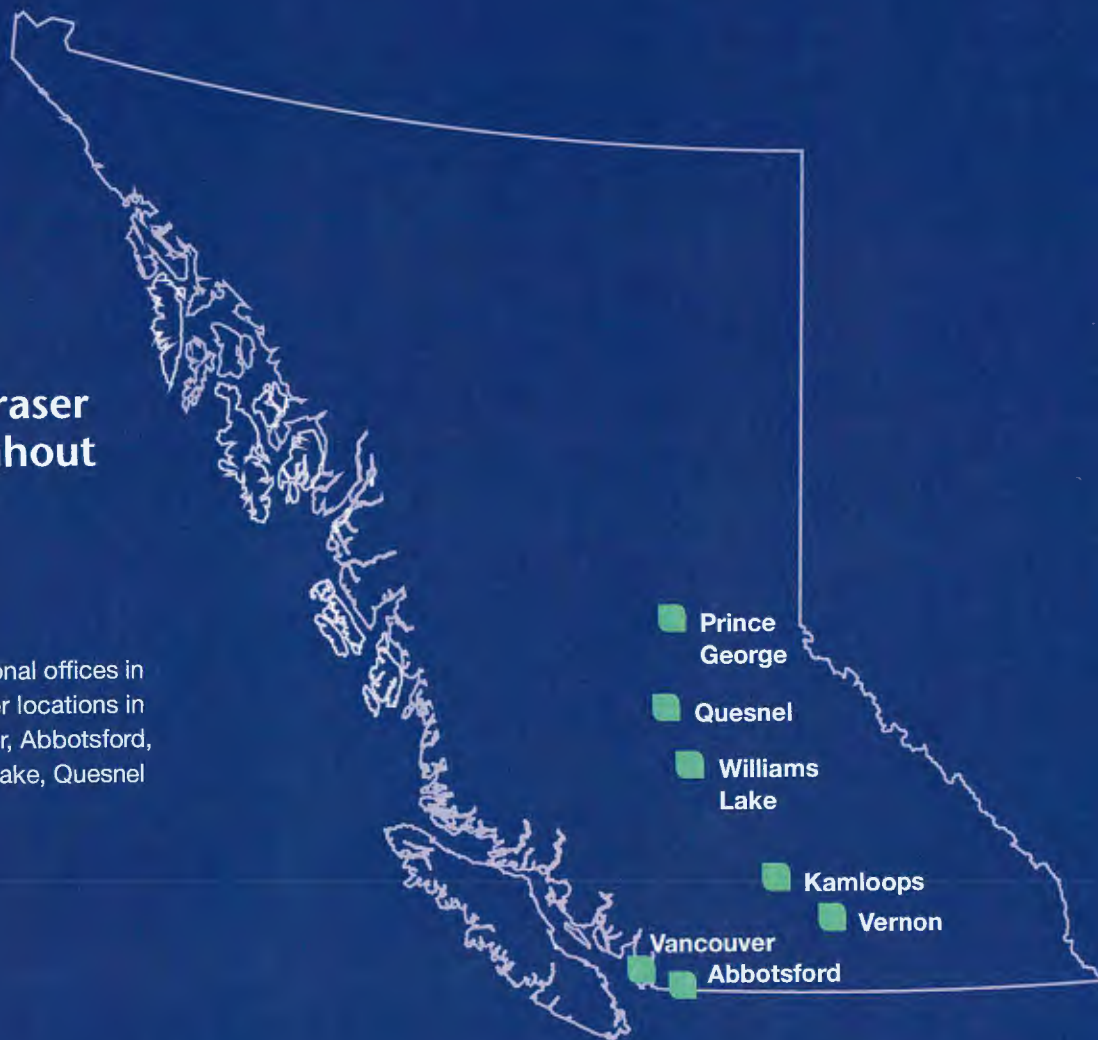 raser
hout
onal offices in
r locations in
r, Abbotsford,
ake, Quesnel
Prince
George
Quesnel
Williams
Lake
Kamloops
Vernon
Vancouver
Abbotsford